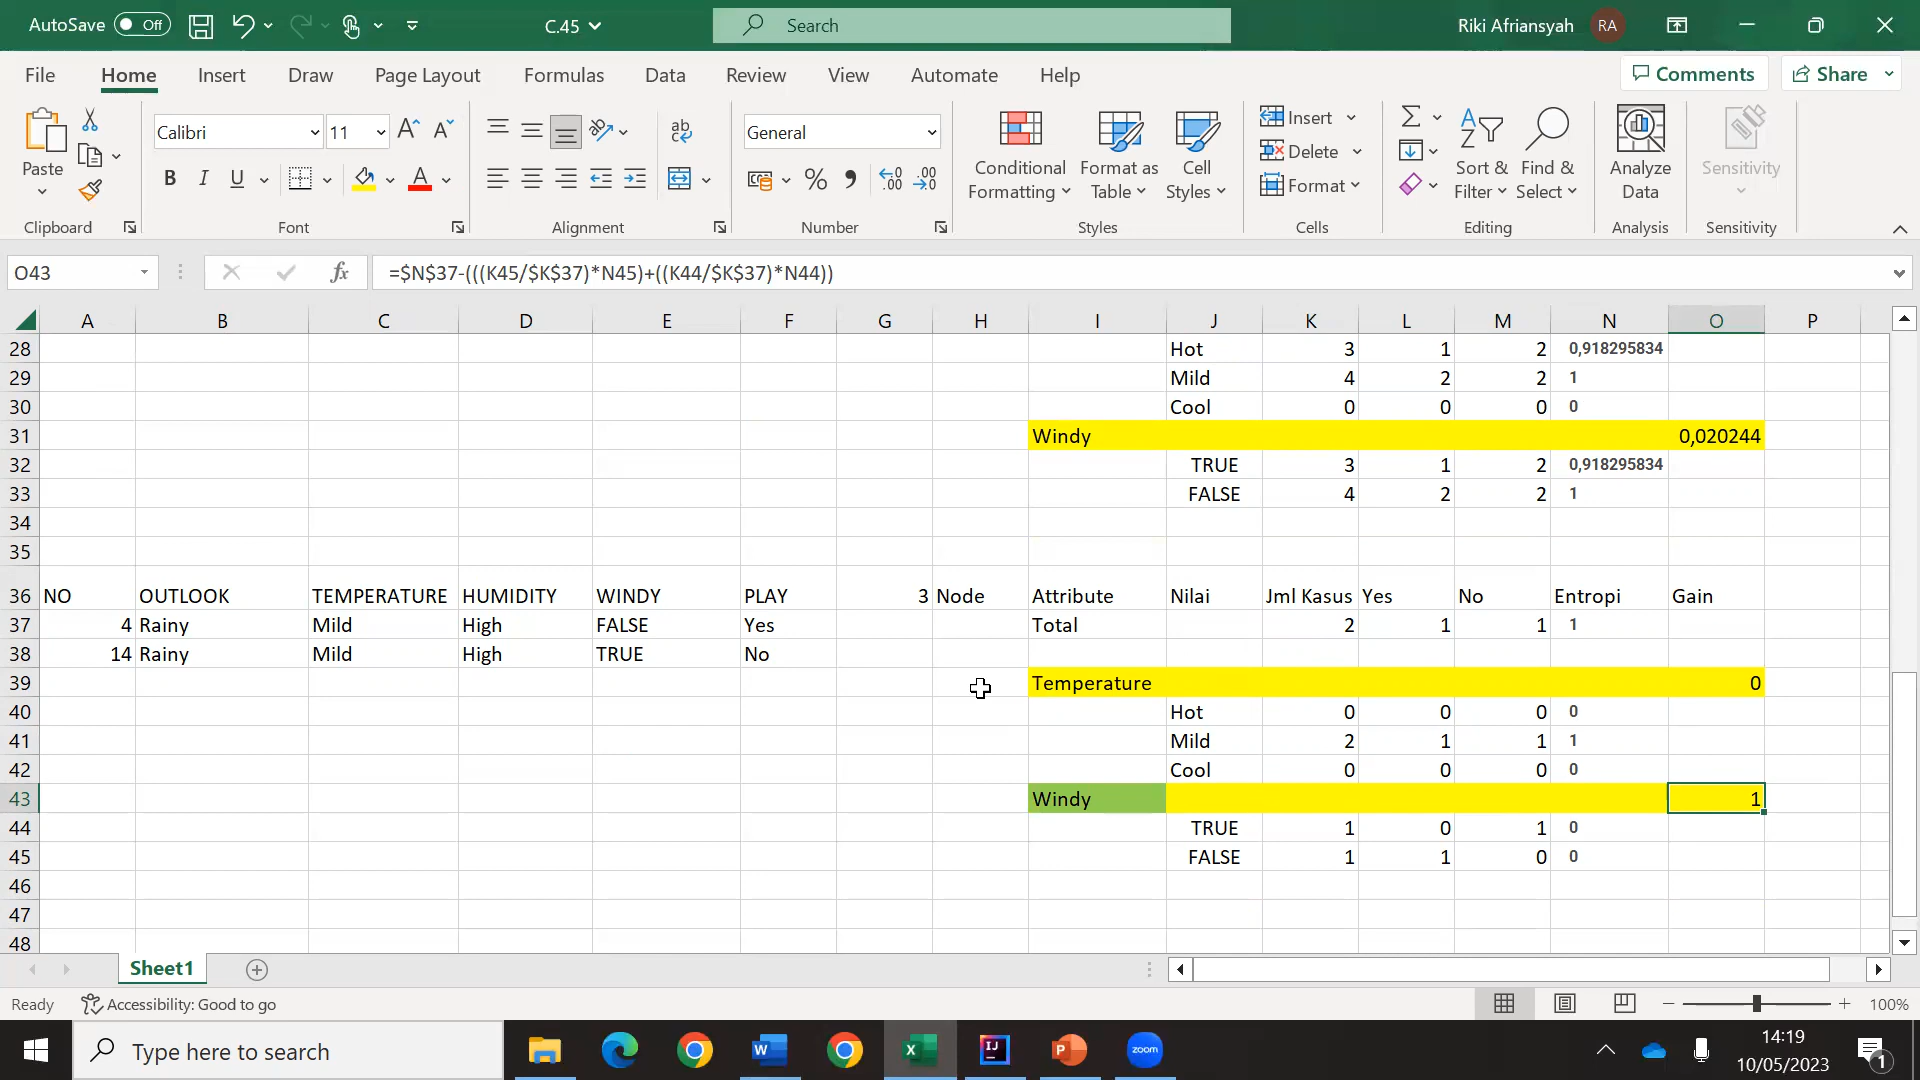 AutoSave Off C.45 Search Riki Afriansyah RA
File Home Insert Draw Page Layout Formulas Data Review View Automate Help Comments Share
Paste Calibri 11 General Conditional Formatting Format as Table Cell Styles Insert Delete Format Sort & Filter Find & Select Analyze Data Sensitivity
Clipboard Font Alignment Number Styles Cells Editing Analysis Sensitivity
O43 fx =$N$37-(((K45/$K$37)*N45)+((K44/$K$37)*N44))
A B C D E F G H I J K L M N O P
28 Hot 3 1 2 0,918295834
29 Mild 4 2 2 1
30 Cool 0 0 0 0
31 Windy 0,020244
32 TRUE 3 1 2 0,918295834
33 FALSE 4 2 2 1
34
35
36 NO OUTLOOK TEMPERATURE HUMIDITY WINDY PLAY 3 Node Attribute Nilai Jml Kasus Yes No Entropi Gain
37 4 Rainy Mild High FALSE Yes Total 2 1 1 1
38 14 Rainy Mild High TRUE No
39 Temperature 0
40 Hot 0 0 0 0
41 Mild 2 1 1 1
42 Cool 0 0 0 0
43 Windy 1
44 TRUE 1 0 1 0
45 FALSE 1 1 0 0
46
47
48
Sheet1
Ready Accessibility: Good to go 100%
Type here to search zoom 14:19
10/05/2023 1